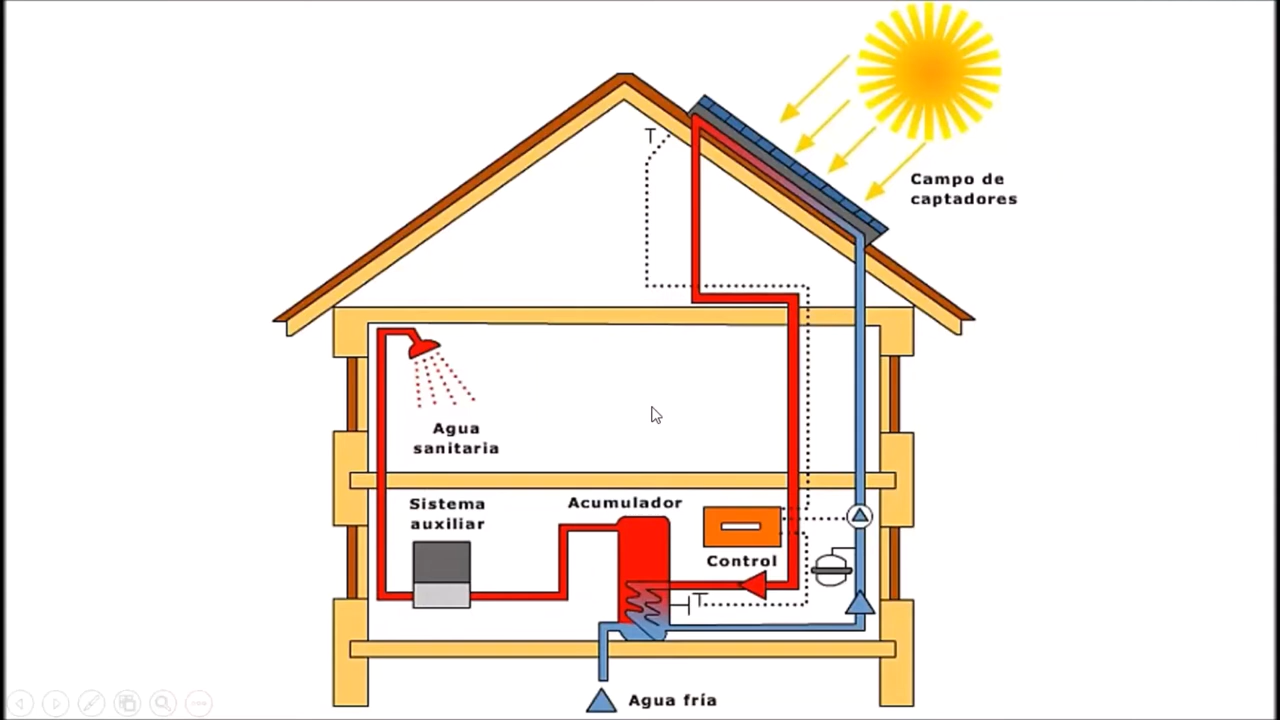 T
Campo de
captadores
Agua
sanitaria
Sistema
auxiliar
Acumulador
Control
T
Agua fría